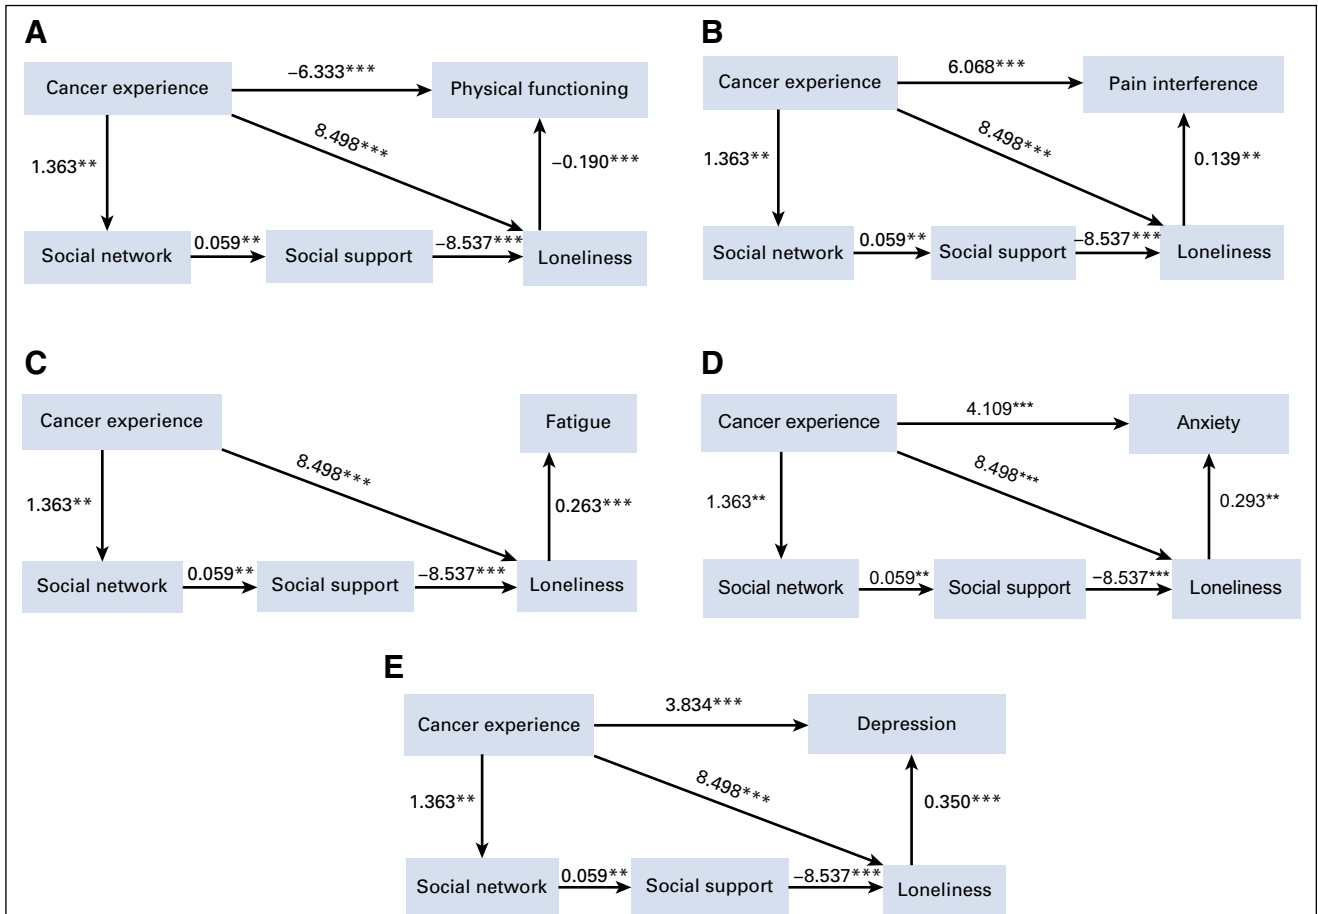 A
Cancer experience
−6.333***
Physical functioning
8.498***
1.363**
−0.190***
Social network
0.059**
Social support
−8.537***
Loneliness
B
Cancer experience
6.068***
Pain interference
8.498***
1.363**
0.139**
Social network
0.059**
Social support
−8.537***
Loneliness
C
Cancer experience
Fatigue
8.498***
1.363**
0.263***
Social network
0.059**
Social support
−8.537***
Loneliness
D
Cancer experience
4.109***
Anxiety
8.498***
1.363**
0.293**
Social network
0.059**
Social support
−8.537***
Loneliness
E
Cancer experience
3.834***
Depression
8.498***
1.363**
0.350***
Social network
0.059**
Social support
−8.537***
Loneliness